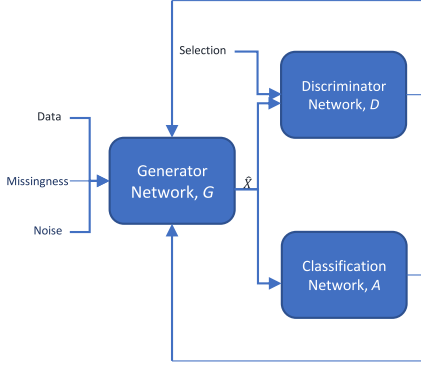 Selection
Discriminator
Network, D
Data
Missingness
Noise
Generator
Network, G
X̂
Classification
Network, A